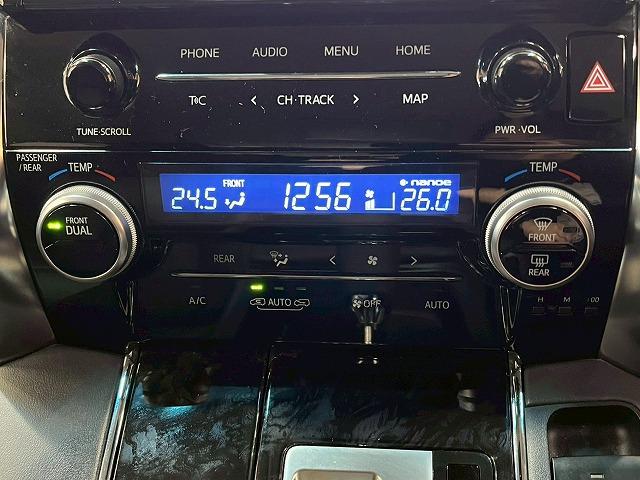 PHONE AUDIO MENU HOME
T&C < CH·TRACK > MAP
TUNE·SCROLL PWR·VOL
PASSENGER
/REAR
TEMP TEMP
FRONT nanoe
24.5 12:56 26.0
FRONT
DUAL
FRONT
REAR
REAR < >
A/C AUTO OFF AUTO
H M :00